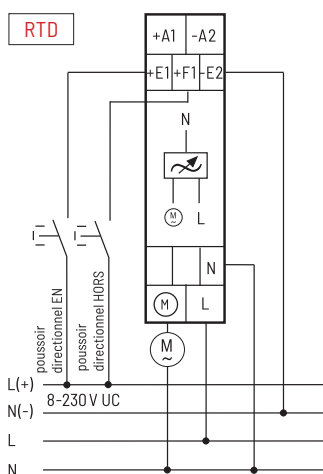 RTD
+A1 -A2
+E1 +F1 -E2
N
M
~
L
N
M
L
M
~
poussoir
directionnel EN
poussoir
directionnel HORS
L(+)
8-230 V UC
N(-)
L
N